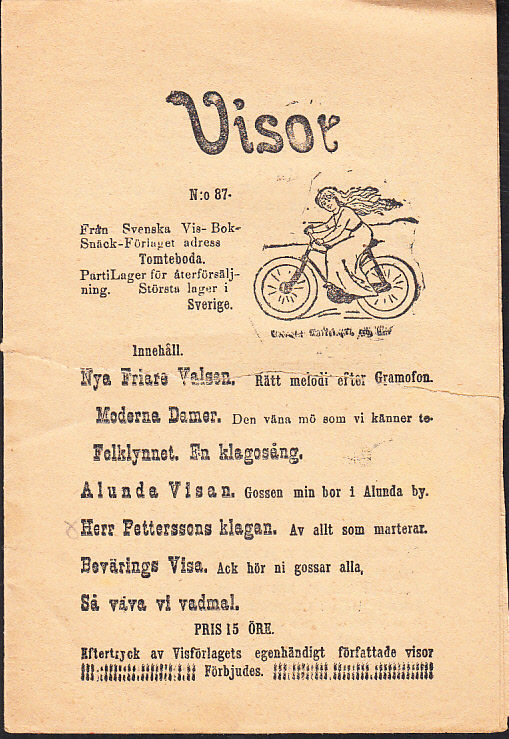 Visor
N:o 87-
Från Svenska Vis-Bok-
Snäck-Förlaget adress
Tomteboda.
PartiLager för återförsälj-
ning. Största lager i
Sverige.
Innehåll.
Nya Friare Valsen. Rätt melodi efter Gramofon.
Moderna Damer. Den väna mö som vi känner te-
Folklynnet. En klagosång.
Alunda Visan. Gossen min bor i Alunda by.
Herr Petterssons klagan. Av allt som marterar.
Bevärings Visa. Ack hör ni gossar alla,
Så väva vi vadmal.
PRIS 15 ÖRE.
Eftertryck av Visförlagets egenhändigt författade visor
Förbjudes.